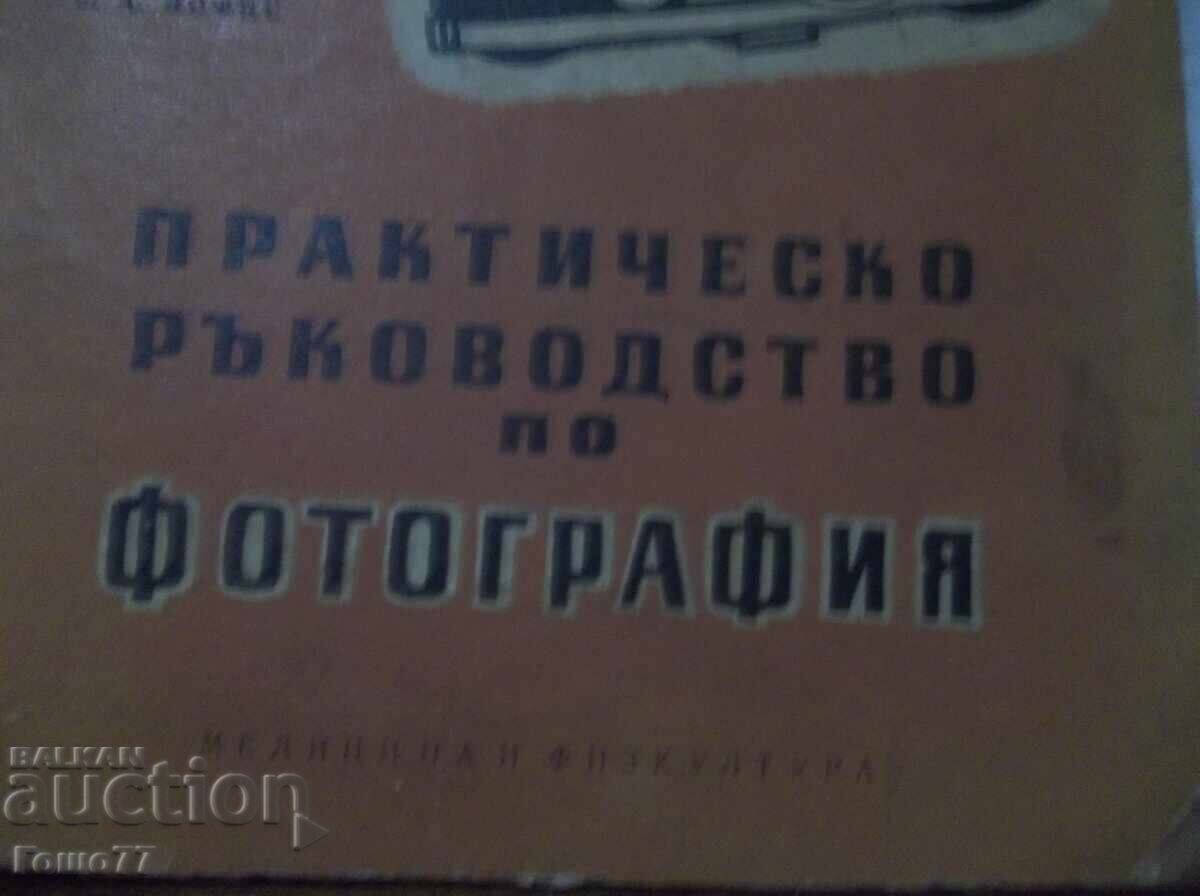 ПРАКТИЧЕСКО
РЪКОВОДСТВО
ПО
ФОТОГРАФИЯ
МЕДИЦИНА И ФИЗКУЛТУРА
BALKAN
auction
Гошо77